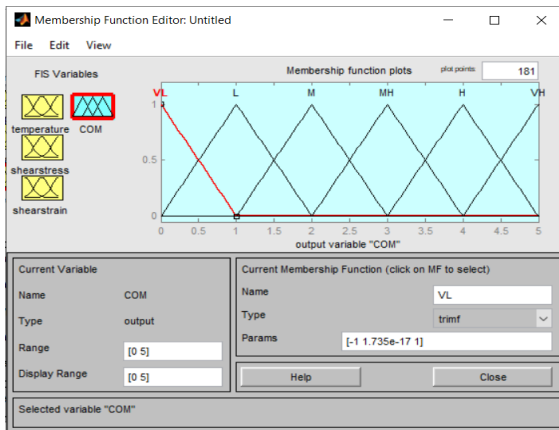 Membership Function Editor: Untitled
File Edit View
FIS Variables
Membership function plots
plot points:
181
temperature
COM
shearstress
shearstrain
VL L M MH H VH
1
0.5
0
0 0.5 1 1.5 2 2.5 3 3.5 4 4.5 5
output variable "COM"
Current Variable
Name COM
Type output
Range [0 5]
Display Range [0 5]
Current Membership Function (click on MF to select)
Name VL
Type trimf
Params [-1 1.735e-17 1]
Help Close
Selected variable "COM"